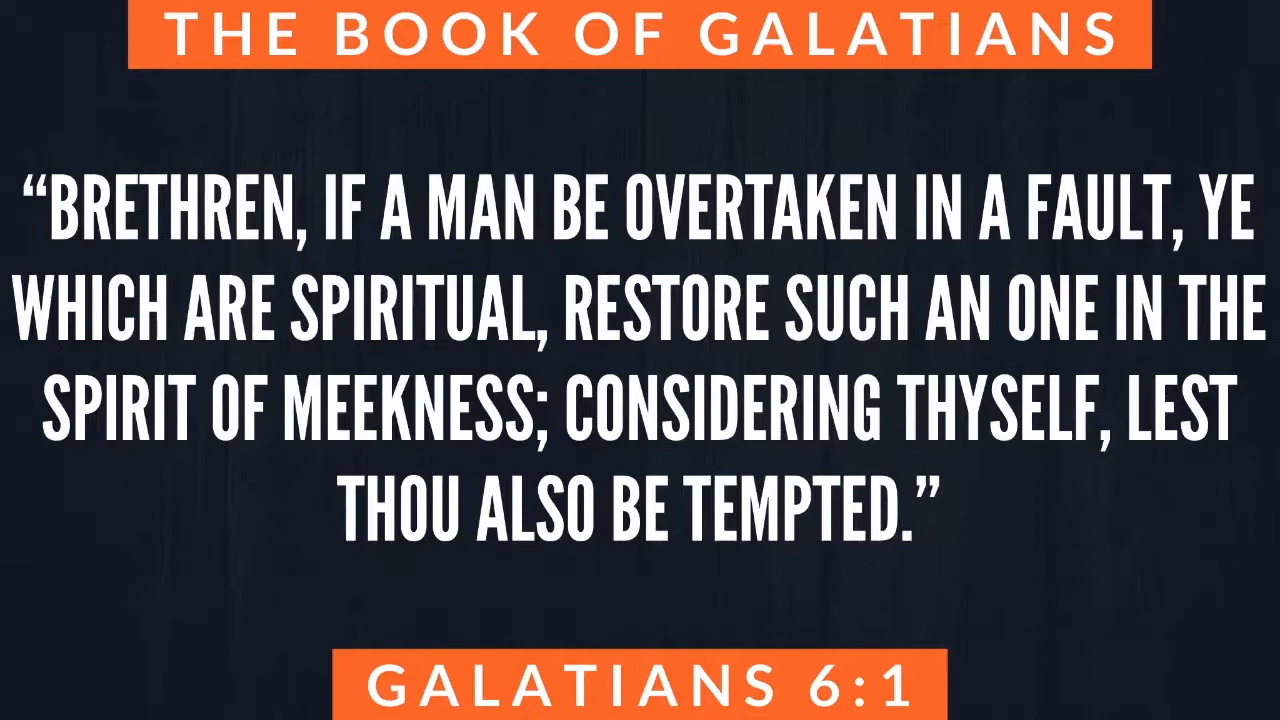 THE BOOK OF GALATIANS
“BRETHREN, IF A MAN BE OVERTAKEN IN A FAULT, YE
WHICH ARE SPIRITUAL, RESTORE SUCH AN ONE IN THE
SPIRIT OF MEEKNESS; CONSIDERING THYSELF, LEST
THOU ALSO BE TEMPTED.”
GALATIANS 6:1